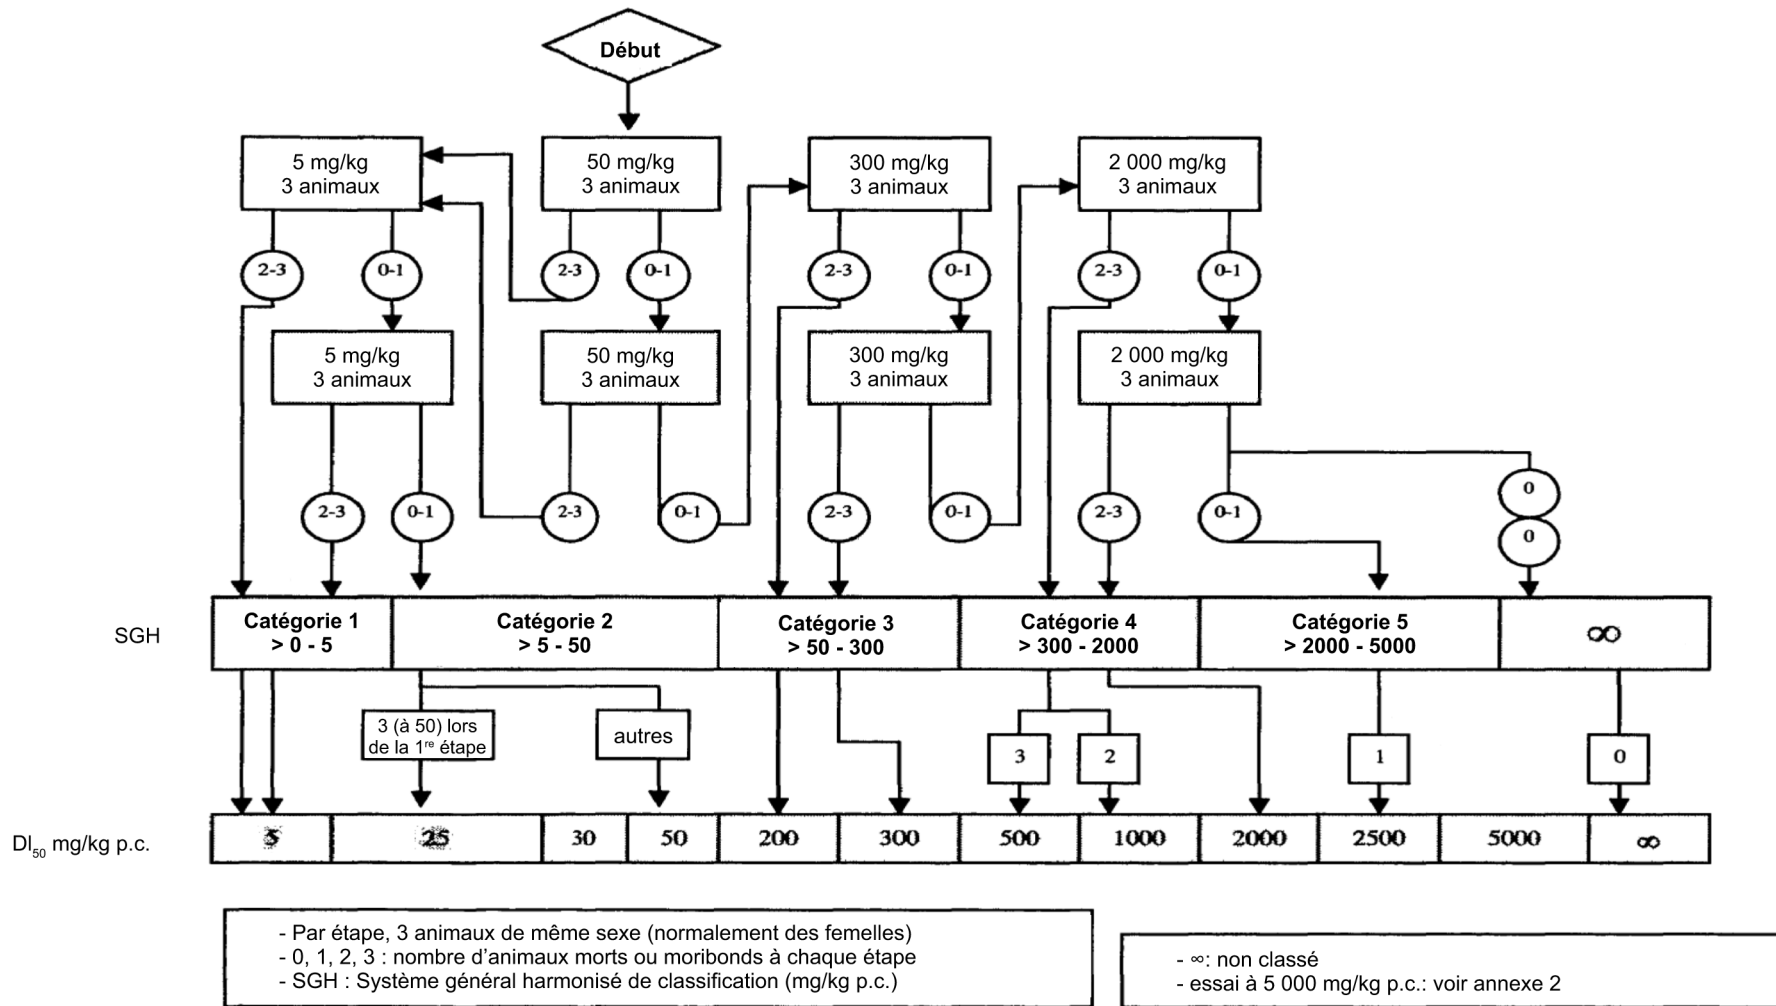 Début
5 mg/kg
3 animaux
50 mg/kg
3 animaux
300 mg/kg
3 animaux
2 000 mg/kg
3 animaux
2-3
0-1
2-3
0-1
2-3
0-1
2-3
0-1
5 mg/kg
3 animaux
50 mg/kg
3 animaux
300 mg/kg
3 animaux
2 000 mg/kg
3 animaux
2-3
0-1
2-3
0-1
2-3
0-1
2-3
0-1
0
0
SGH
Catégorie 1
> 0 - 5
Catégorie 2
> 5 - 50
Catégorie 3
> 50 - 300
Catégorie 4
> 300 - 2000
Catégorie 5
> 2000 - 5000
∞
3 (à 50) lors
de la 1re étape
autres
3
2
1
0
Dl50 mg/kg p.c.
5
25
30
50
200
300
500
1000
2000
2500
5000
∞
- Par étape, 3 animaux de même sexe (normalement des femelles)
- 0, 1, 2, 3 : nombre d’animaux morts ou moribonds à chaque étape
- SGH : Système général harmonisé de classification (mg/kg p.c.)
- ∞: non classé
- essai à 5 000 mg/kg p.c.: voir annexe 2